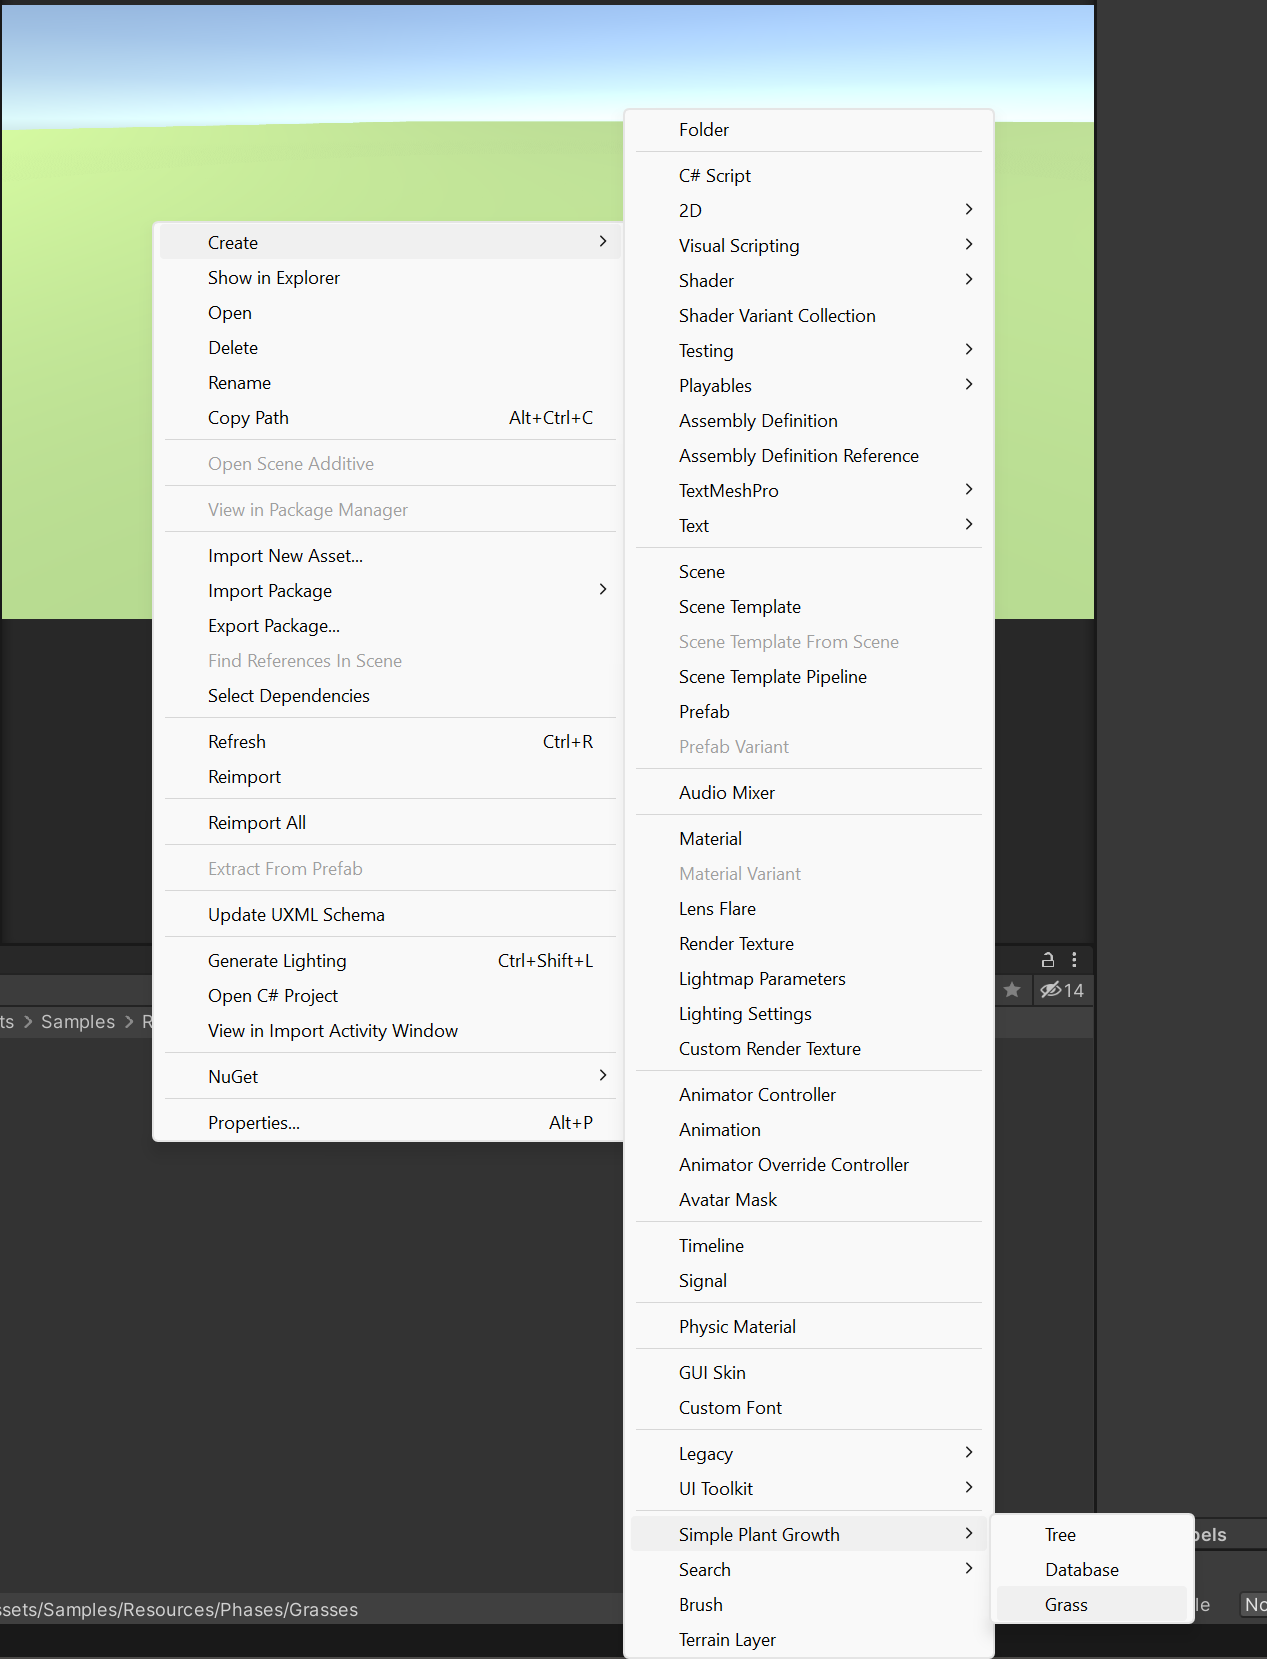 Create
Show in Explorer
Open
Delete
Rename
Copy Path Alt+Ctrl+C
Open Scene Additive
View in Package Manager
Import New Asset...
Import Package
Export Package...
Find References In Scene
Select Dependencies
Refresh Ctrl+R
Reimport
Reimport All
Extract From Prefab
Update UXML Schema
Generate Lighting Ctrl+Shift+L
Open C# Project
View in Import Activity Window
NuGet
Properties... Alt+P
Folder
C# Script
2D
Visual Scripting
Shader
Shader Variant Collection
Testing
Playables
Assembly Definition
Assembly Definition Reference
TextMeshPro
Text
Scene
Scene Template
Scene Template From Scene
Scene Template Pipeline
Prefab
Prefab Variant
Audio Mixer
Material
Material Variant
Lens Flare
Render Texture
Lightmap Parameters
Lighting Settings
Custom Render Texture
Animator Controller
Animation
Animator Override Controller
Avatar Mask
Timeline
Signal
Physic Material
GUI Skin
Custom Font
Legacy
UI Toolkit
Simple Plant Growth
Search
Brush
Terrain Layer
Tree
Database
Grass
14
ts > Samples > R
ssets/Samples/Resources/Phases/Grasses
bels
le No